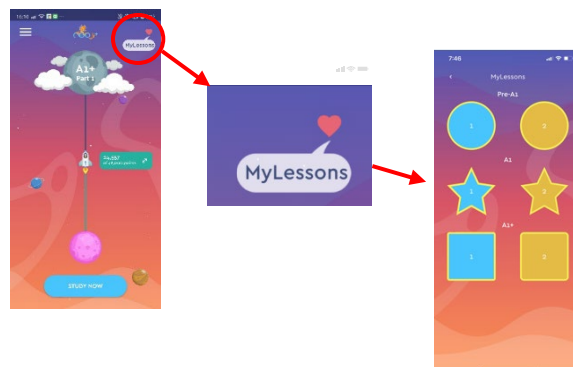 MyLessons
A1+
Part 1
STUDY NOW
MyLessons
7:46
MyLessons
Pre-A1
1
2
A1
1
2
A1+
1
2